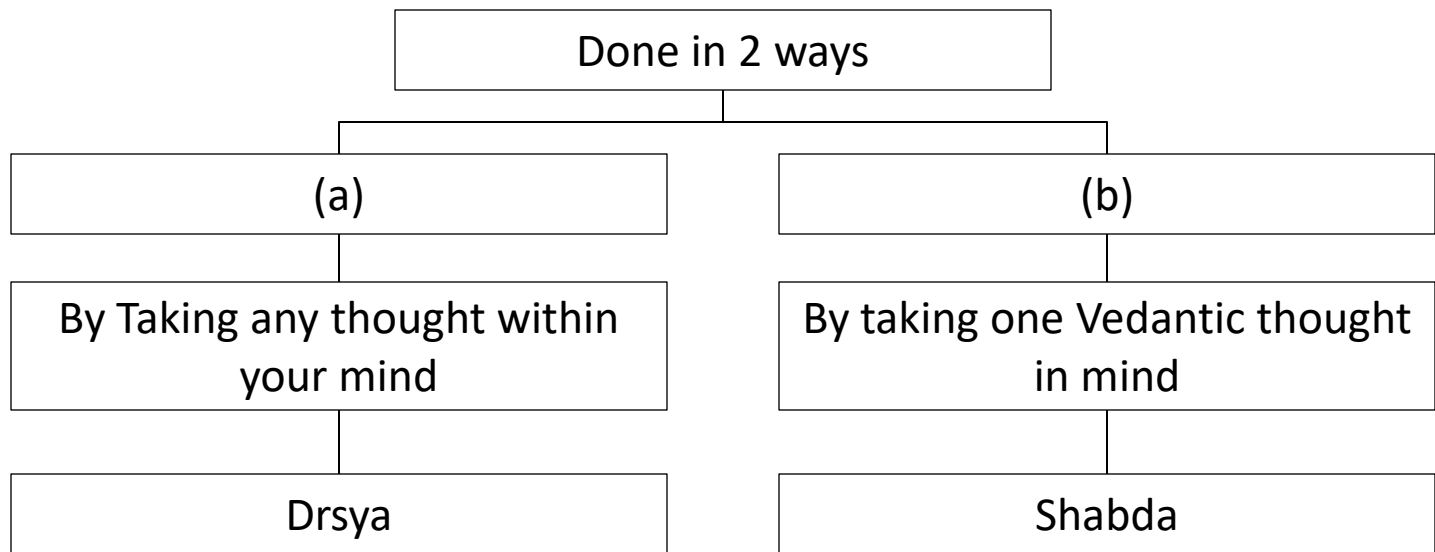 Done in 2 ways
(a)
(b)
By Taking any thought within
your mind
By taking one Vedantic thought
in mind
Drsya
Shabda